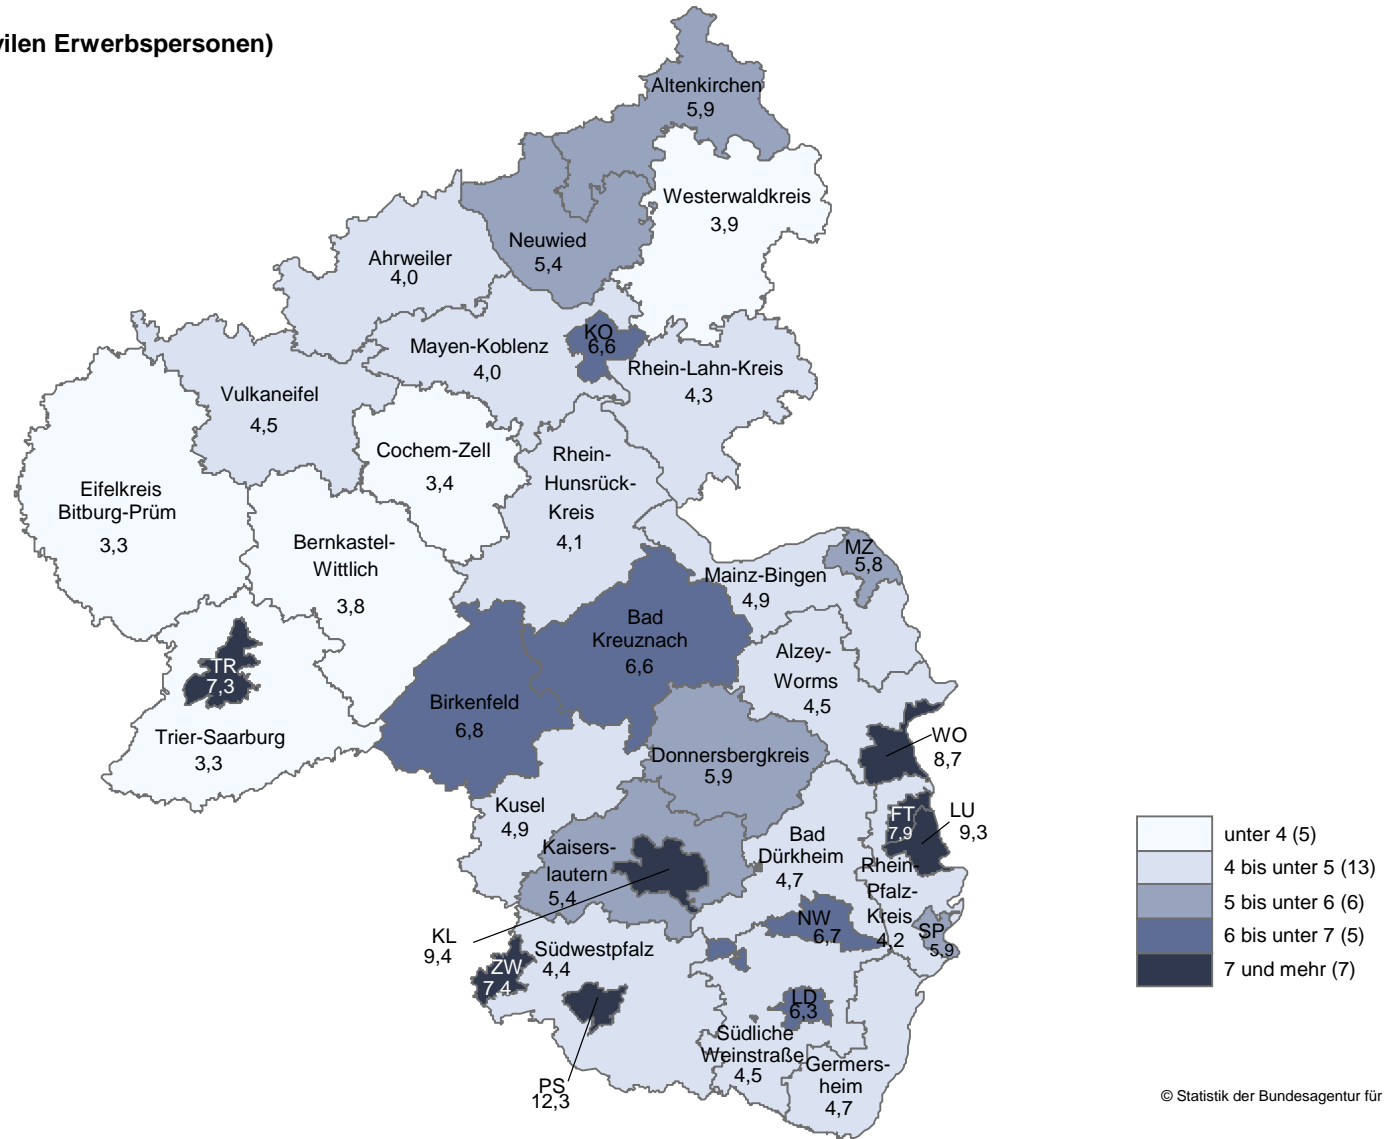 vilen Erwerbspersonen)
Altenkirchen
5,9
Westerwaldkreis
3,9
Neuwied
5,4
Ahrweiler
4,0
KO
6,6
Mayen-Koblenz
4,0
Rhein-Lahn-Kreis
4,3
Vulkaneifel
4,5
Cochem-Zell
3,4
Rhein-
Hunsrück-
Kreis
4,1
Eifelkreis
Bitburg-Prüm
3,3
Bernkastel-
Wittlich
3,8
MZ
5,8
Mainz-Bingen
4,9
Bad
Kreuznach
6,6
Alzey-
Worms
4,5
TR
7,3
Birkenfeld
6,8
Trier-Saarburg
3,3
WO
8,7
Donnersbergkreis
5,9
Kusel
4,9
FT
7,9
LU
9,3
Bad
Dürkheim
4,7
Kaisers-
lautern
5,4
Rhein-
Pfalz-
Kreis
4,2
NW
6,7
SP
5,9
KL
9,4
Südwestpfalz
4,4
ZW
7,4
LD
6,3
Südliche
Weinstraße
4,5
Germers-
heim
4,7
PS
12,3
unter 4 (5)
4 bis unter 5 (13)
5 bis unter 6 (6)
6 bis unter 7 (5)
7 und mehr (7)
© Statistik der Bundesagentur für